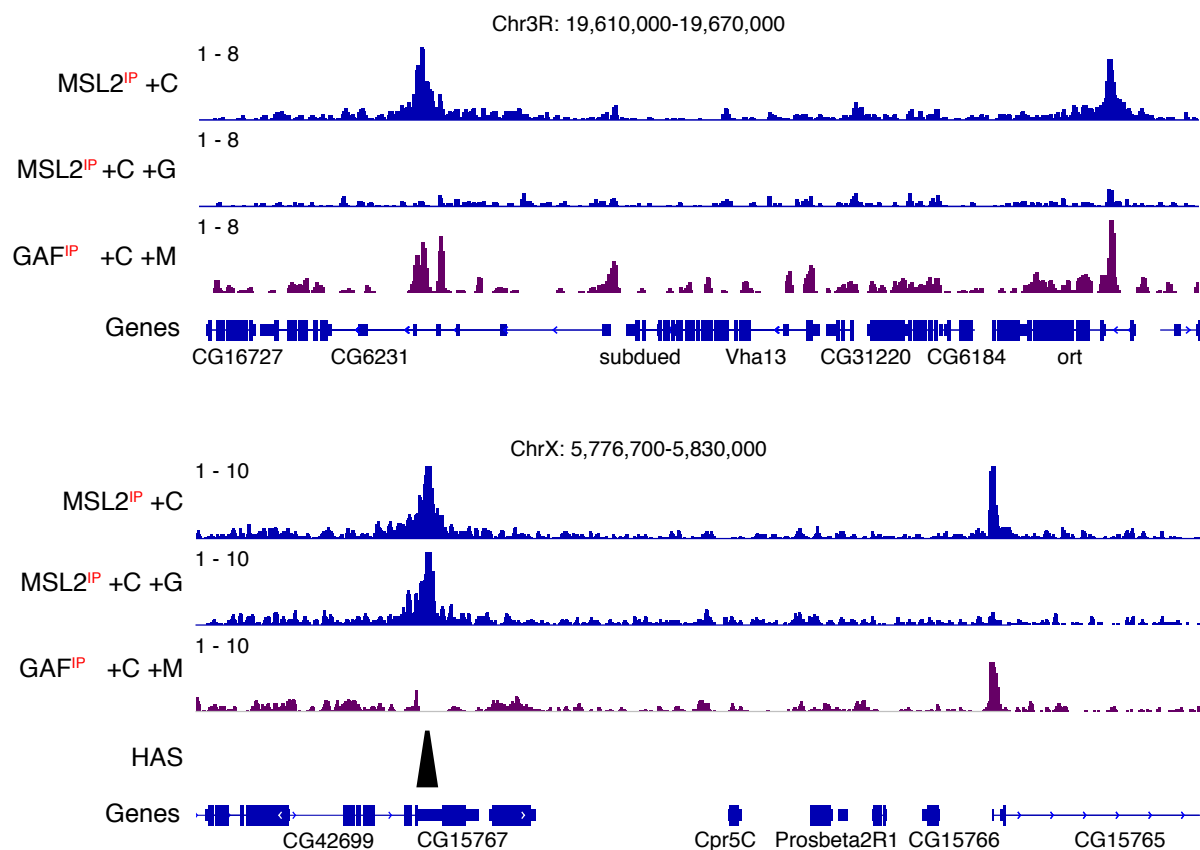 Chr3R: 19,610,000-19,670,000
1 - 8
MSL2IP +C
1 - 8
MSL2IP +C +G
1 - 8
GAFIP +C +M
Genes
CG16727 CG6231 subdued Vha13 CG31220 CG6184 ort
ChrX: 5,776,700-5,830,000
1 - 10
MSL2IP +C
1 - 10
MSL2IP +C +G
1 - 10
GAFIP +C +M
HAS
Genes
CG42699 CG15767 Cpr5C Prosbeta2R1 CG15766 CG15765